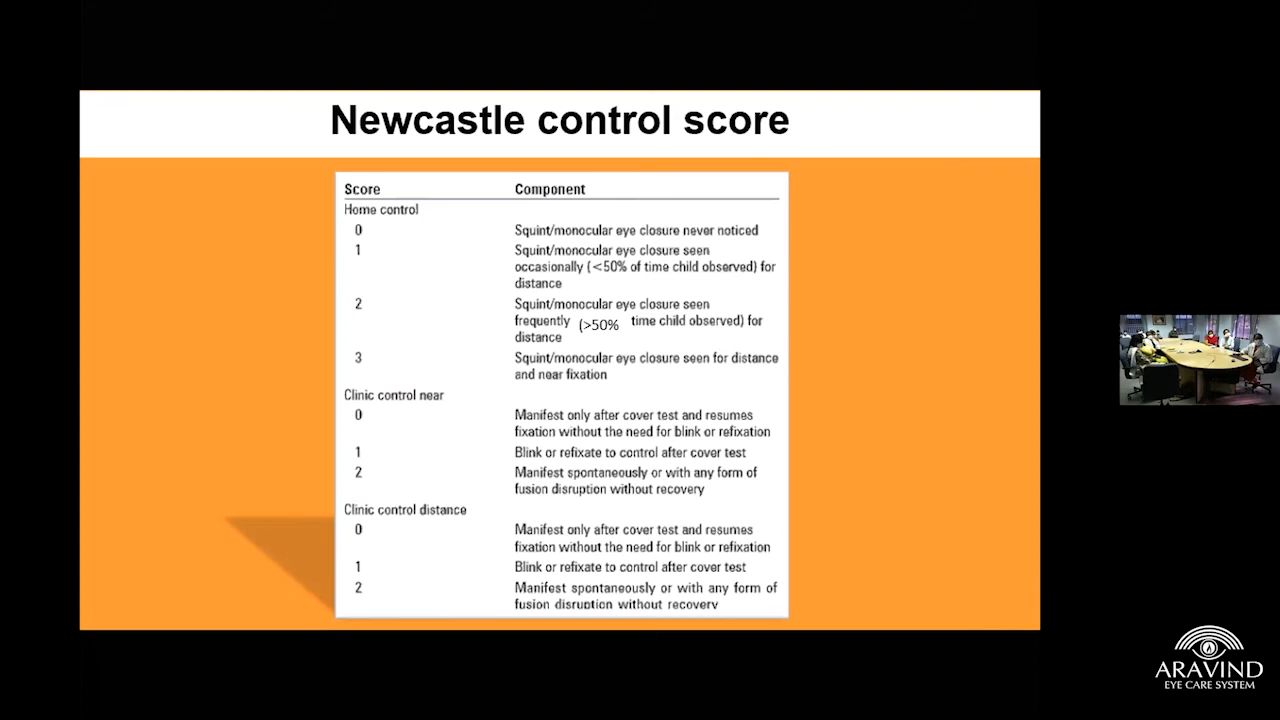 Newcastle control score
Score Component
Home control
0 Squint/monocular eye closure never noticed
1 Squint/monocular eye closure seen
occasionally (<50% of time child observed) for
distance
2 Squint/monocular eye closure seen
frequently (>50% time child observed) for
distance
3 Squint/monocular eye closure seen for distance
and near fixation
Clinic control near
0 Manifest only after cover test and resumes
fixation without the need for blink or refixation
1 Blink or refixate to control after cover test
2 Manifest spontaneously or with any form of
fusion disruption without recovery
Clinic control distance
0 Manifest only after cover test and resumes
fixation without the need for blink or refixation
1 Blink or refixate to control after cover test
2 Manifest spontaneously or with any form of
fusion disruption without recovery
ARAVIND
EYE CARE SYSTEM